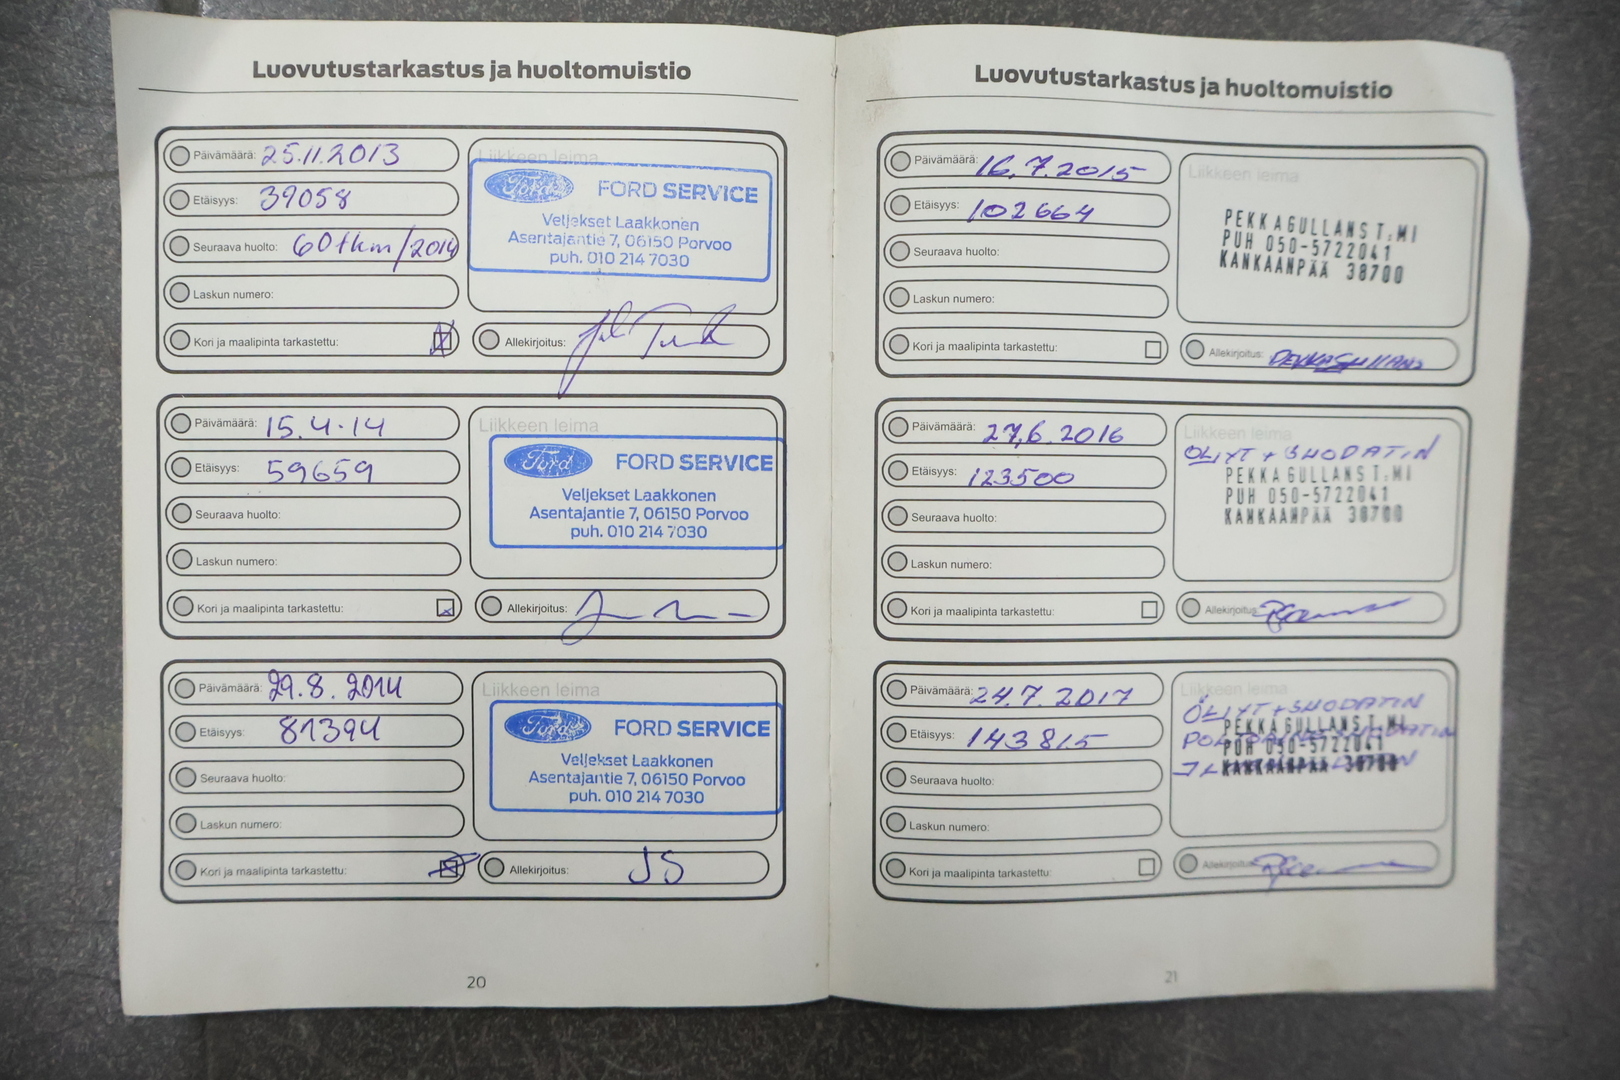 Luovutustarkastus ja huoltomuistio
Päivämäärä: 25.11.2013
Etäisyys: 39058
Seuraava huolto: 60tkm/2014
Laskun numero:
Kori ja maalipinta tarkastettu:
Liikkeen leima
Ford FORD SERVICE
Veljekset Laakkonen
Asentajantie 7, 06150 Porvoo
puh. 010 214 7030
Allekirjoitus:
Päivämäärä: 15.4.14
Etäisyys: 59659
Seuraava huolto:
Laskun numero:
Kori ja maalipinta tarkastettu:
Liikkeen leima
Ford FORD SERVICE
Veljekset Laakkonen
Asentajantie 7, 06150 Porvoo
puh. 010 214 7030
Allekirjoitus:
Päivämäärä: 29.8.2014
Etäisyys: 81394
Seuraava huolto:
Laskun numero:
Kori ja maalipinta tarkastettu:
Liikkeen leima
Ford FORD SERVICE
Veljekset Laakkonen
Asentajantie 7, 06150 Porvoo
puh. 010 214 7030
Allekirjoitus: JS
20
Luovutustarkastus ja huoltomuistio
Päivämäärä: 16.7.2015
Etäisyys: 102664
Seuraava huolto:
Laskun numero:
Kori ja maalipinta tarkastettu:
Liikkeen leima
PEKKA GULLANS T:MI
PUH 050-5722041
KANKAANPÄÄ 38700
Allekirjoitus:
Päivämäärä: 27,6.2016
Etäisyys: 123500
Seuraava huolto:
Laskun numero:
Kori ja maalipinta tarkastettu:
Liikkeen leima
ÖLJYT + SUODATIN
PEKKA GULLANS T:MI
PUH 050-5722041
KANKAANPÄÄ 38700
Allekirjoitus:
Päivämäärä: 24.7.2017
Etäisyys: 143815
Seuraava huolto:
Laskun numero:
Kori ja maalipinta tarkastettu:
Liikkeen leima
ÖLJYT + SUODATIN
PEKKA GULLANS T:MI
PUH 050-5722041
KANKAANPÄÄ 38700
Allekirjoitus:
21